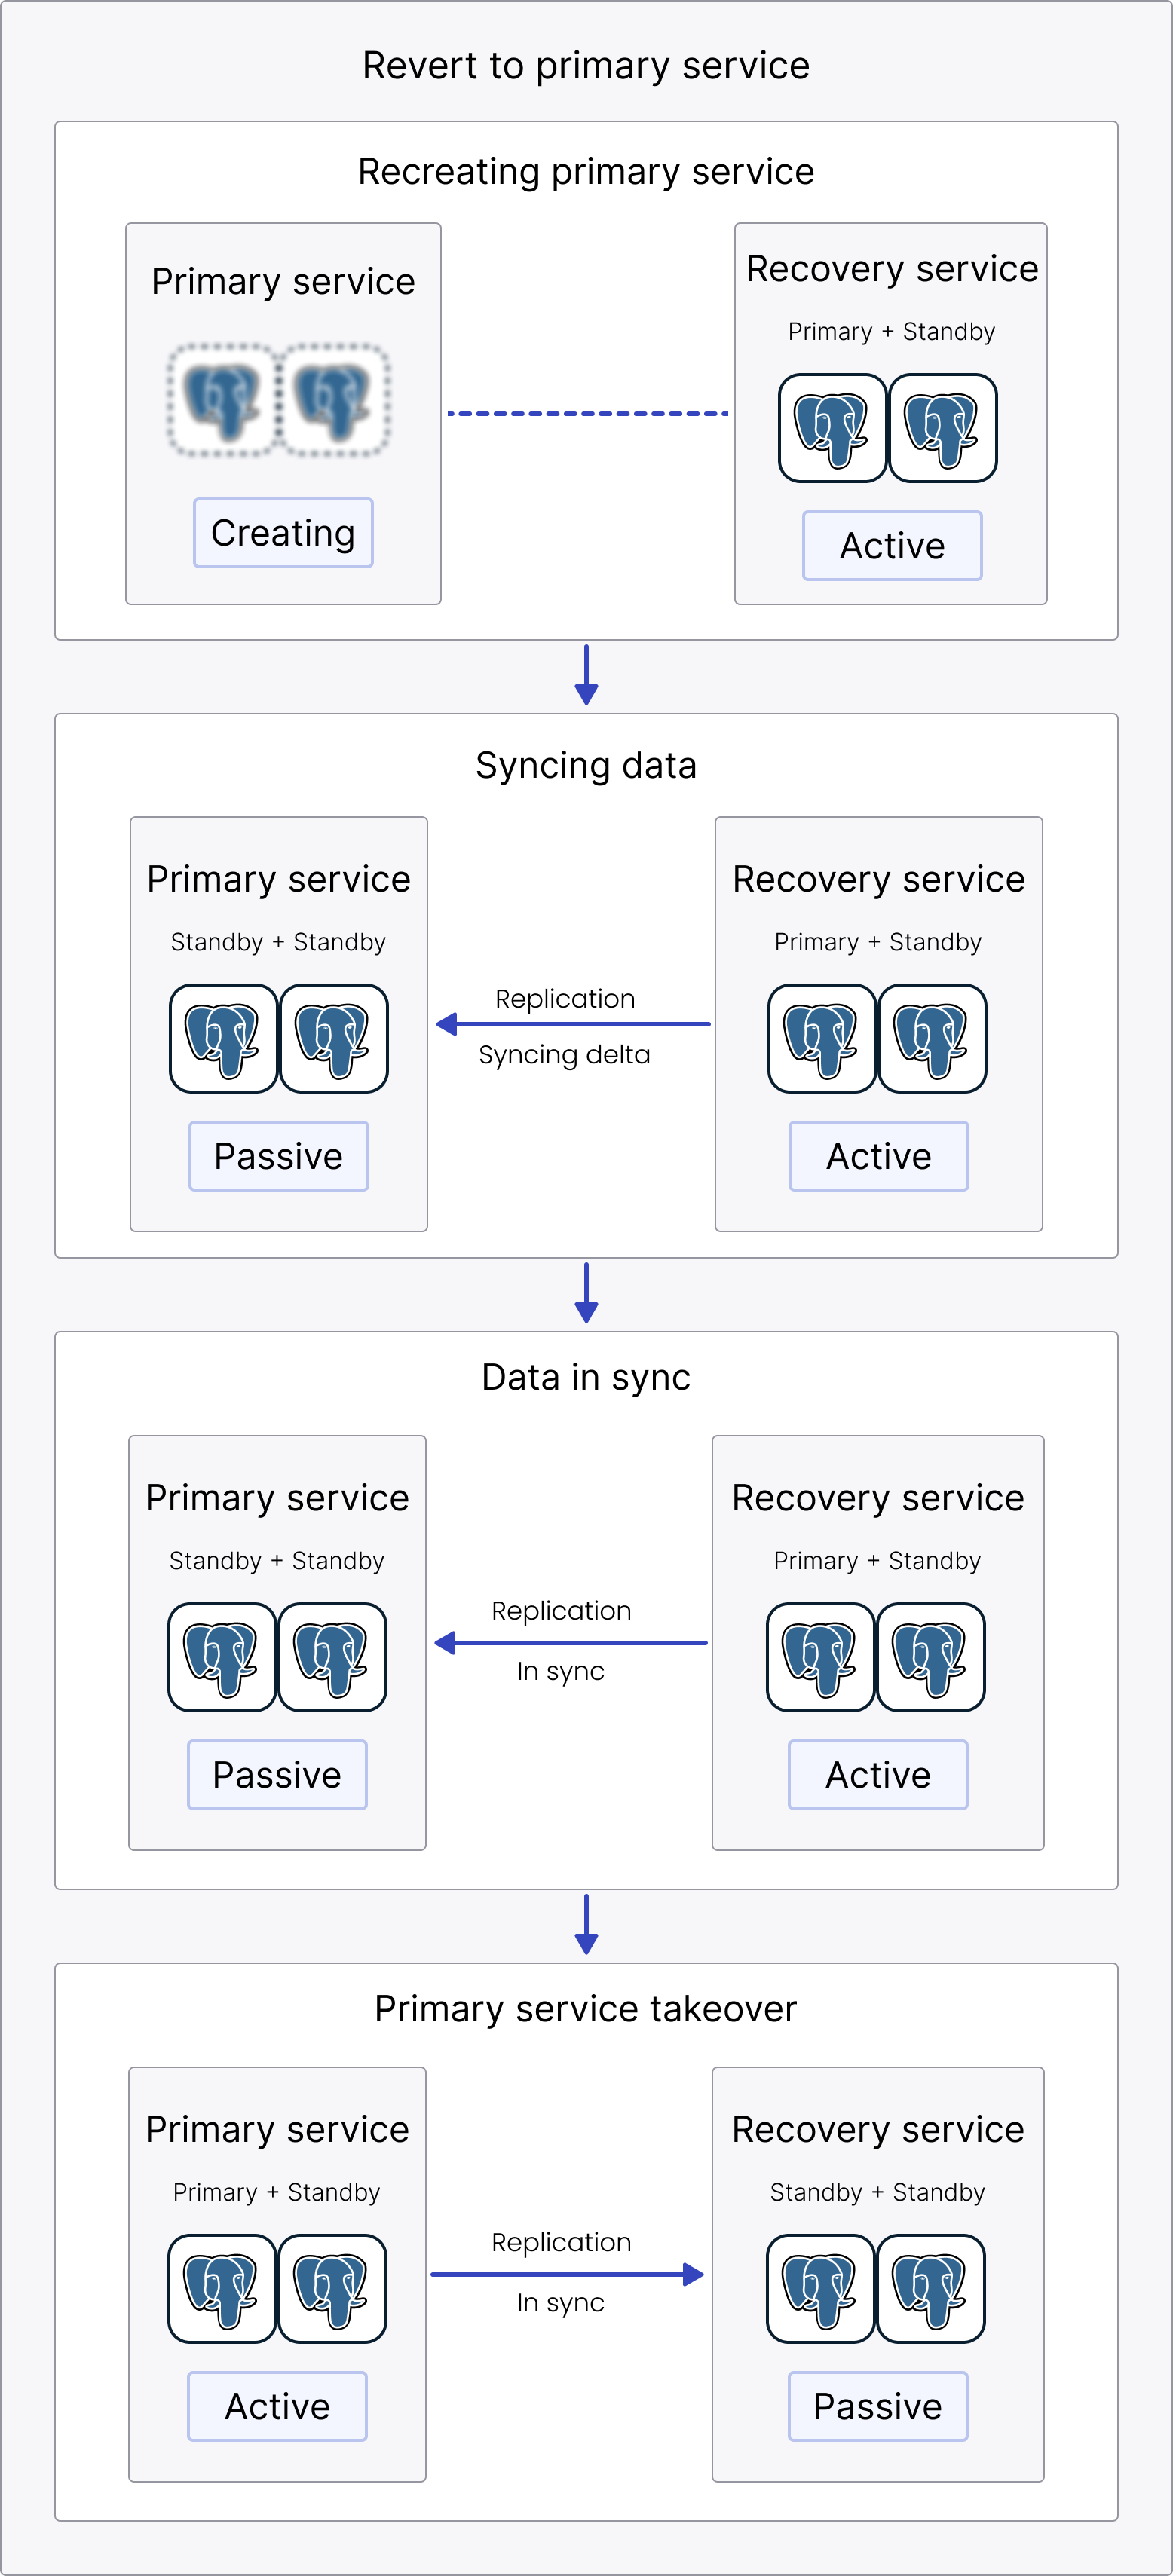 Revert to primary service
Recreating primary service
Primary service
Creating
Recovery service
Primary + Standby
Active
Syncing data
Primary service
Standby + Standby
Passive
Replication
Syncing delta
Recovery service
Primary + Standby
Active
Data in sync
Primary service
Standby + Standby
Passive
Replication
In sync
Recovery service
Primary + Standby
Active
Primary service takeover
Primary service
Primary + Standby
Active
Replication
In sync
Recovery service
Standby + Standby
Passive